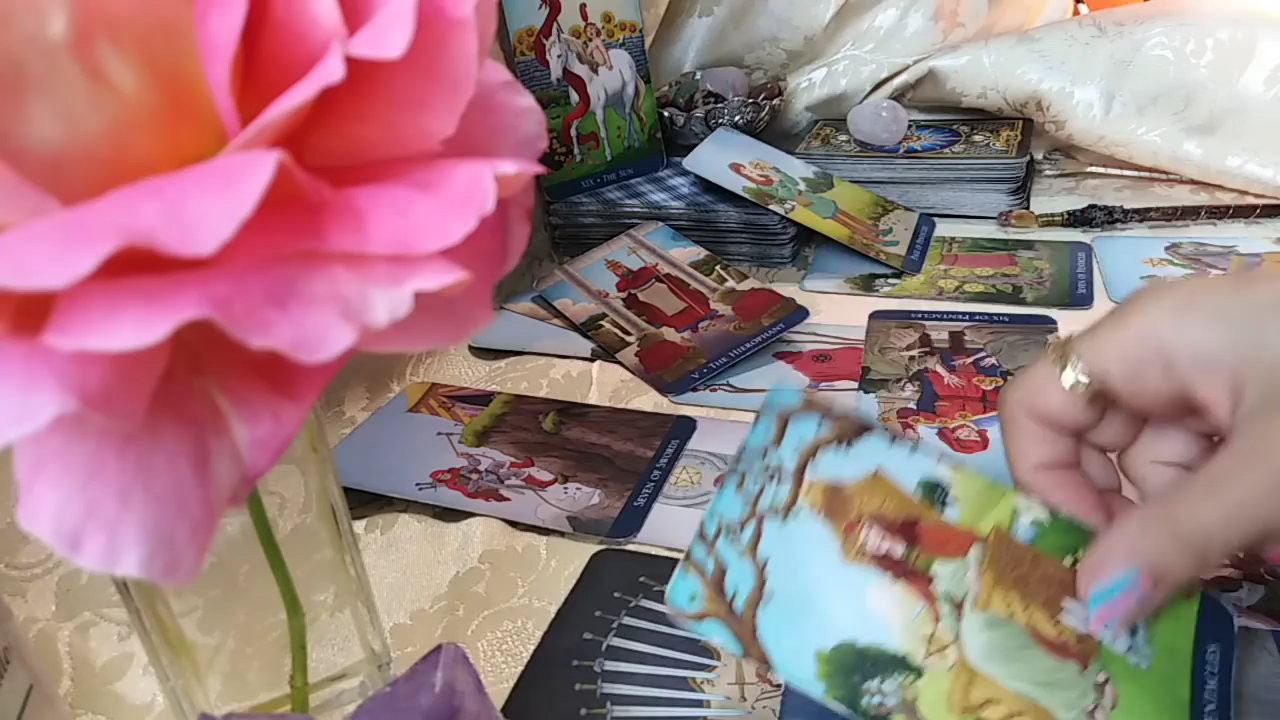 XIX • THE SUN
PAGE OF PENTACLES
SEVEN OF PENTACLES
SIX OF PENTACLES
V • THE HIEROPHANT
SEVEN OF SWORDS